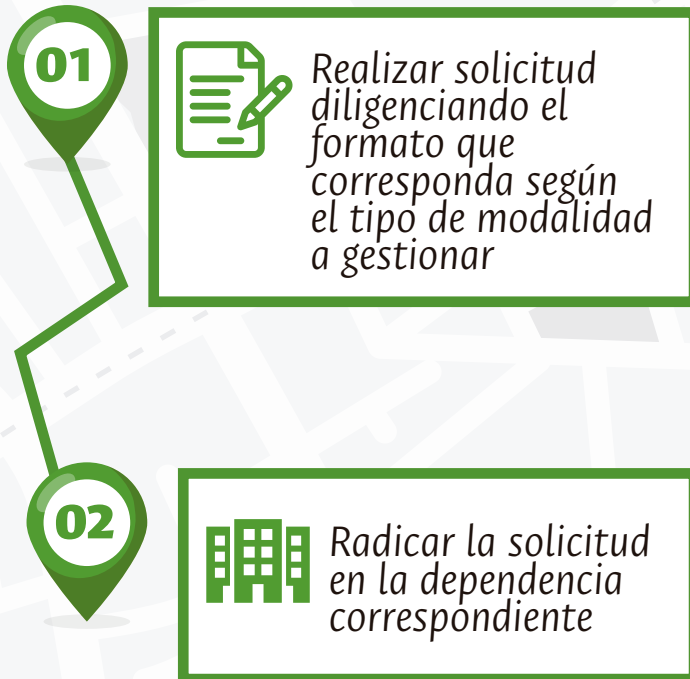 01
Realizar solicitud
diligenciando el
formato que
corresponda según
el tipo de modalidad
a gestionar
02
Radicar la solicitud
en la dependencia
correspondiente